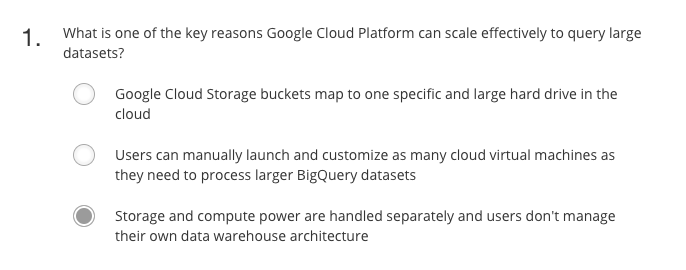 1. What is one of the key reasons Google Cloud Platform can scale effectively to query large
datasets?
Google Cloud Storage buckets map to one specific and large hard drive in the
cloud
Users can manually launch and customize as many cloud virtual machines as
they need to process larger BigQuery datasets
Storage and compute power are handled separately and users don't manage
their own data warehouse architecture